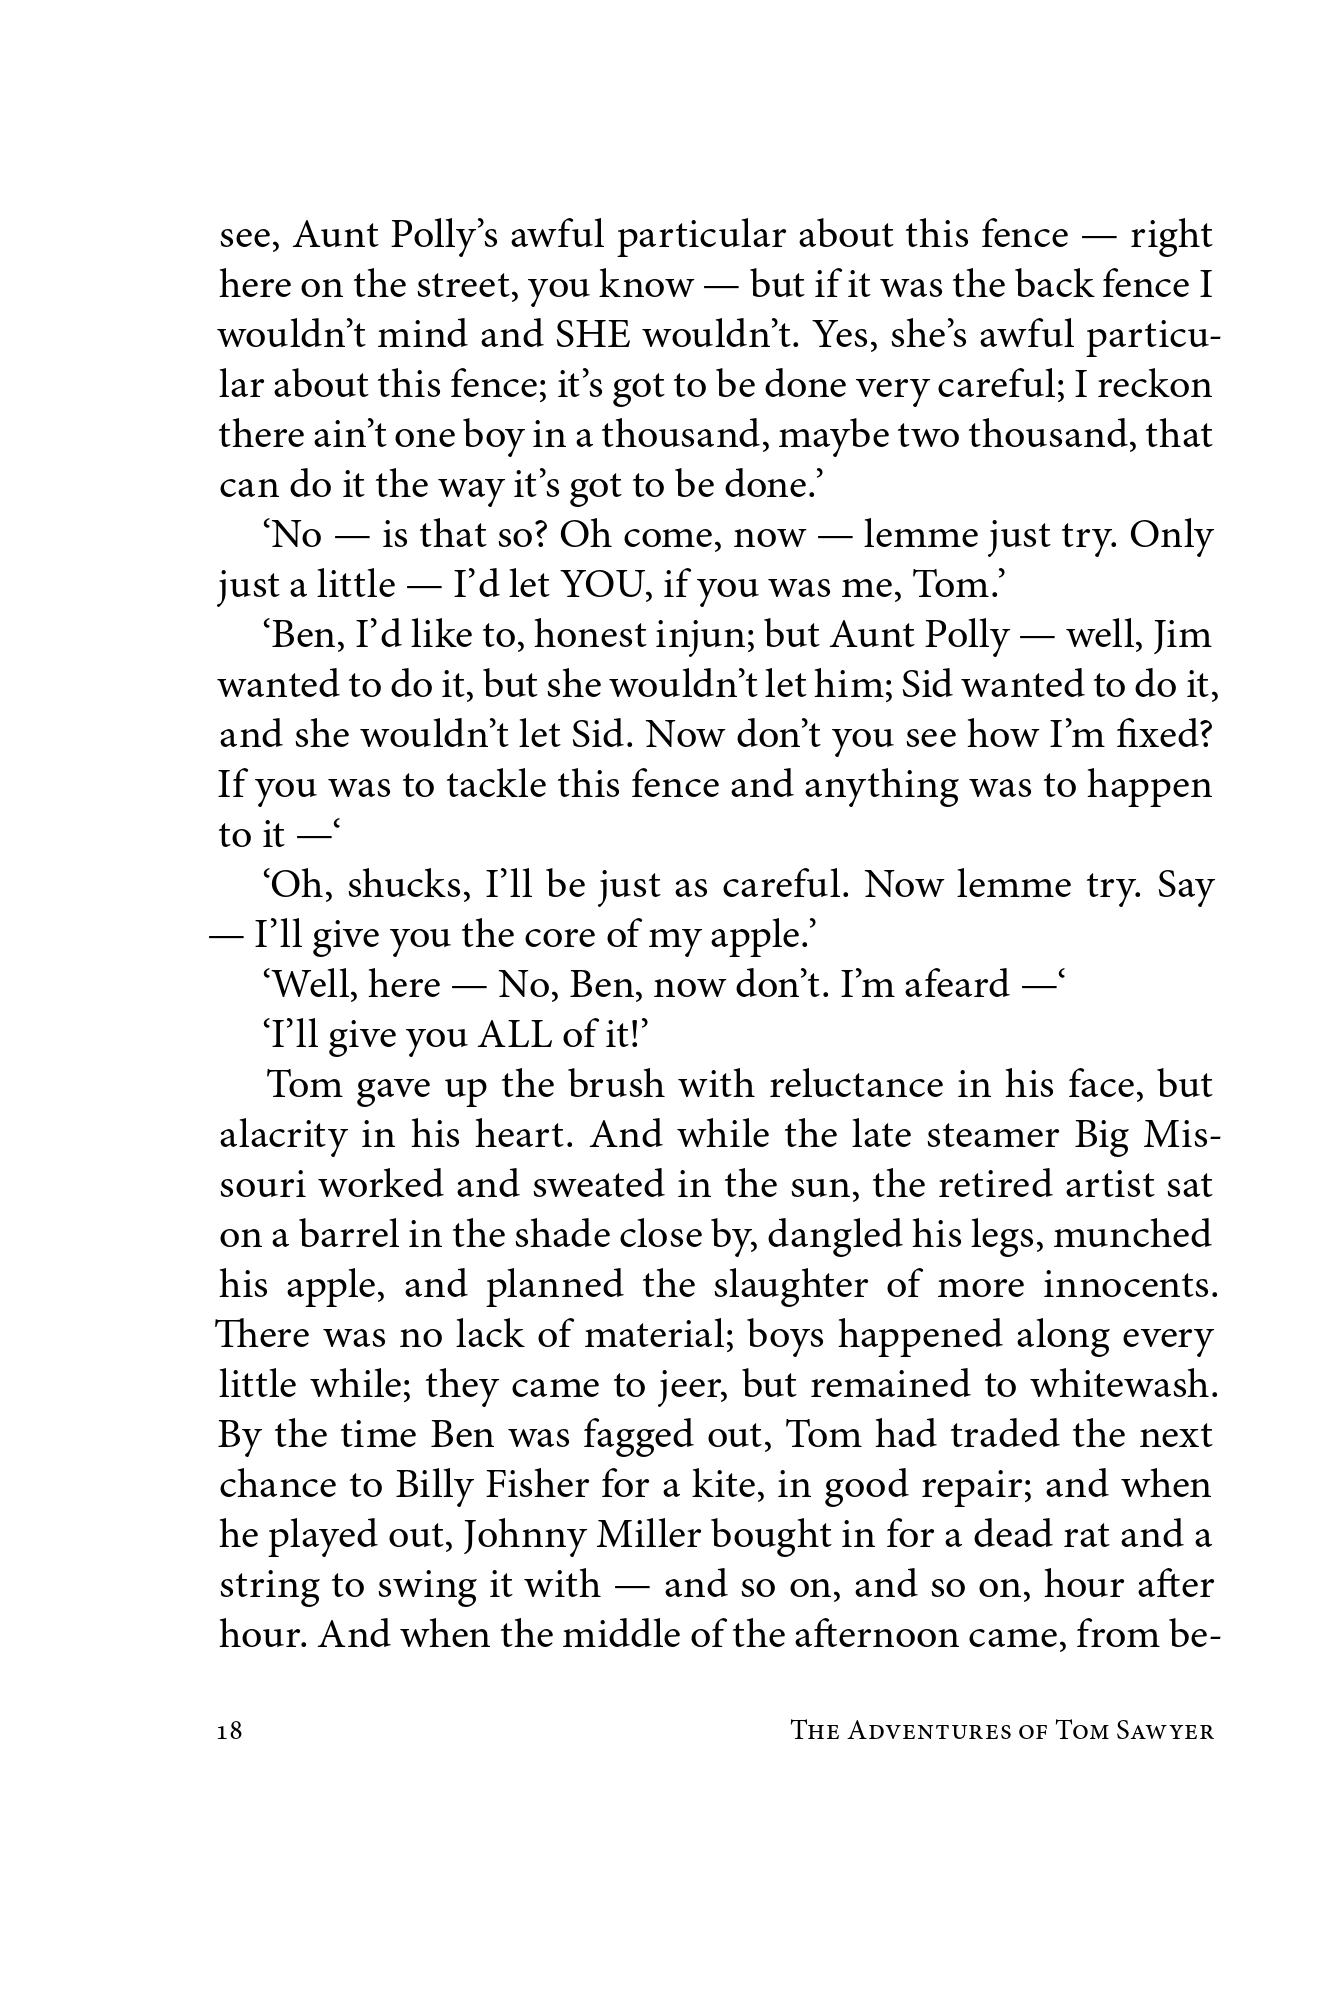 see, Aunt Polly’s awful particular about this fence — right
here on the street, you know — but if it was the back fence I
wouldn’t mind and SHE wouldn’t. Yes, she’s awful particu-
lar about this fence; it’s got to be done very careful; I reckon
there ain’t one boy in a thousand, maybe two thousand, that
can do it the way it’s got to be done.’
‘No — is that so? Oh come, now — lemme just try. Only
just a little — I’d let YOU, if you was me, Tom.’
‘Ben, I’d like to, honest injun; but Aunt Polly — well, Jim
wanted to do it, but she wouldn’t let him; Sid wanted to do it,
and she wouldn’t let Sid. Now don’t you see how I’m fixed?
If you was to tackle this fence and anything was to happen
to it —‘
‘Oh, shucks, I’ll be just as careful. Now lemme try. Say
— I’ll give you the core of my apple.’
‘Well, here — No, Ben, now don’t. I’m afeard —‘
‘I’ll give you ALL of it!’
Tom gave up the brush with reluctance in his face, but
alacrity in his heart. And while the late steamer Big Mis-
souri worked and sweated in the sun, the retired artist sat
on a barrel in the shade close by, dangled his legs, munched
his apple, and planned the slaughter of more innocents.
There was no lack of material; boys happened along every
little while; they came to jeer, but remained to whitewash.
By the time Ben was fagged out, Tom had traded the next
chance to Billy Fisher for a kite, in good repair; and when
he played out, Johnny Miller bought in for a dead rat and a
string to swing it with — and so on, and so on, hour after
hour. And when the middle of the afternoon came, from be-
18 The Adventures of Tom Sawyer